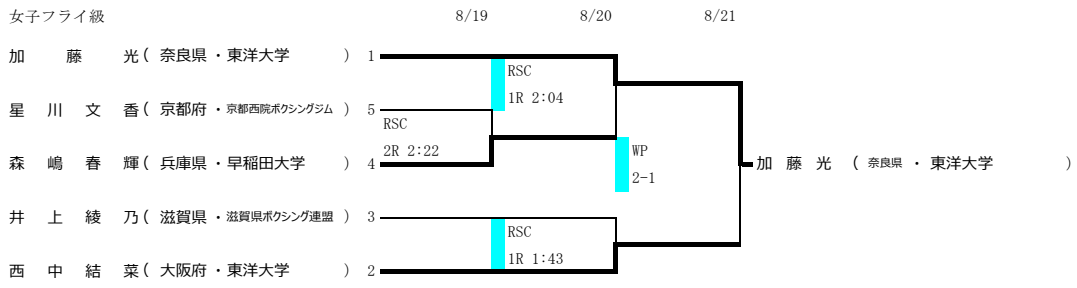 女子フライ級 8/19 8/20 8/21
加藤光 ( 奈良県 ・ 東洋大学 ) 1
RSC
1R 2:04
星川文香 ( 京都府 ・ 京都西院ボクシングジム ) 5
RSC
2R 2:22
森嶋春輝 ( 兵庫県 ・ 早稲田大学 ) 4
WP
2-1
加藤光 ( 奈良県 ・ 東洋大学 )
井上綾乃 ( 滋賀県 ・ 滋賀県ボクシング連盟 ) 3
RSC
1R 1:43
西中結菜 ( 大阪府 ・ 東洋大学 ) 2